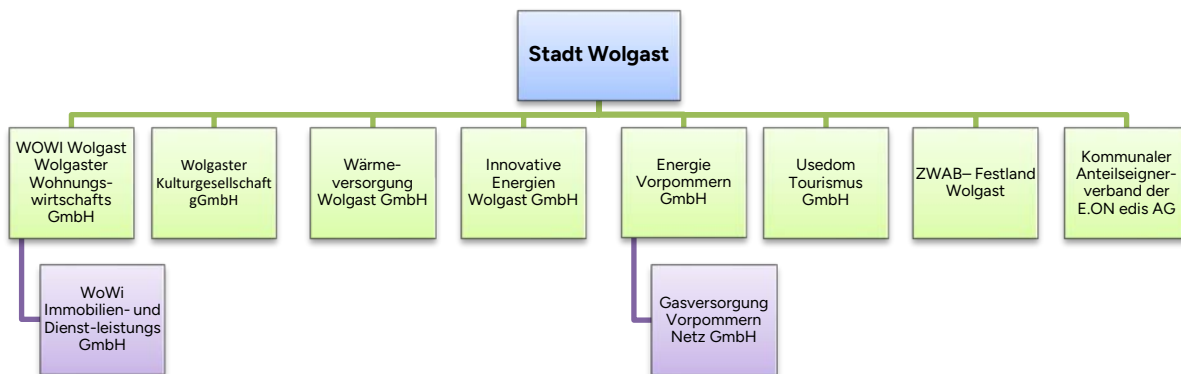 Stadt Wolgast
WOWI Wolgast
Wolgaster
Wohnungs-
wirtschafts
GmbH
Wolgaster
Kulturgesellschaft
gGmbH
Wärme-
versorgung
Wolgast GmbH
Innovative
Energien
Wolgast GmbH
Energie
Vorpommern
GmbH
Usedom
Tourismus
GmbH
ZWAB– Festland
Wolgast
Kommunaler
Anteilseigner-
verband der
E.ON edis AG
WoWi
Immobilien- und
Dienst-leistungs
GmbH
Gasversorgung
Vorpommern
Netz GmbH